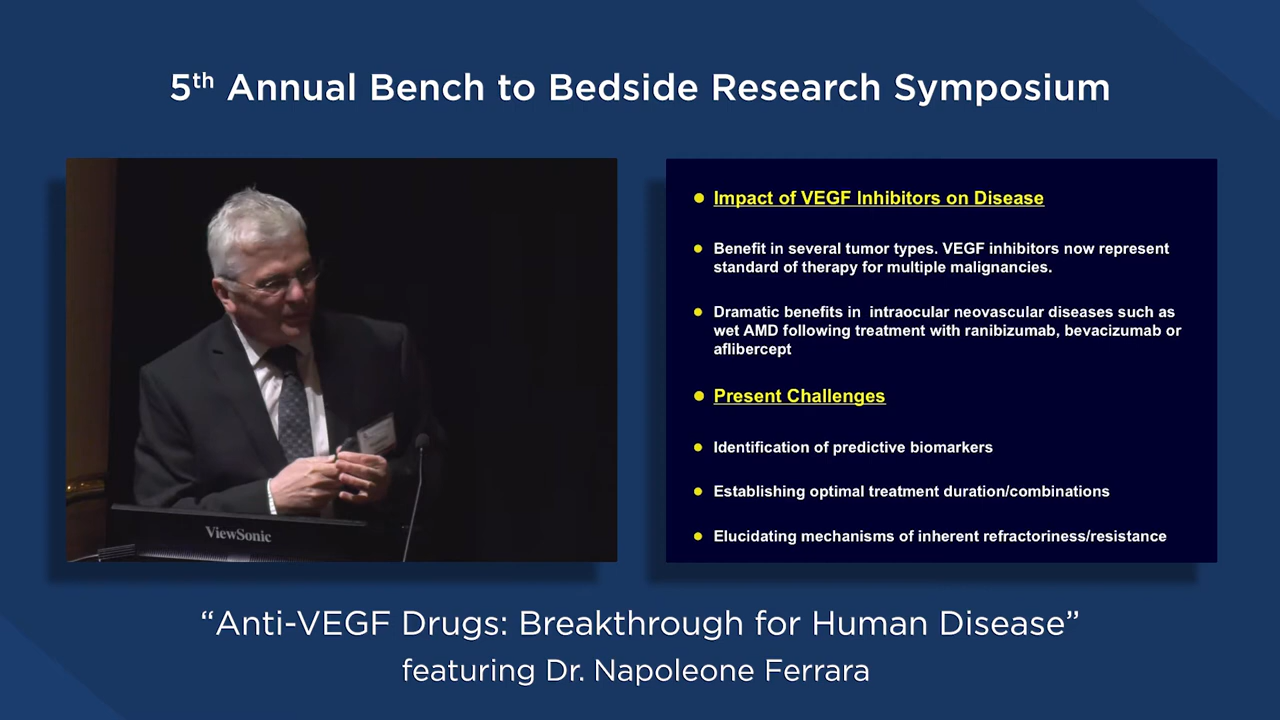 5th Annual Bench to Bedside Research Symposium
ViewSonic
Impact of VEGF Inhibitors on Disease
Benefit in several tumor types. VEGF inhibitors now represent
standard of therapy for multiple malignancies.
Dramatic benefits in intraocular neovascular diseases such as
wet AMD following treatment with ranibizumab, bevacizumab or
aflibercept
Present Challenges
Identification of predictive biomarkers
Establishing optimal treatment duration/combinations
Elucidating mechanisms of inherent refractoriness/resistance
“Anti-VEGF Drugs: Breakthrough for Human Disease”
featuring Dr. Napoleone Ferrara